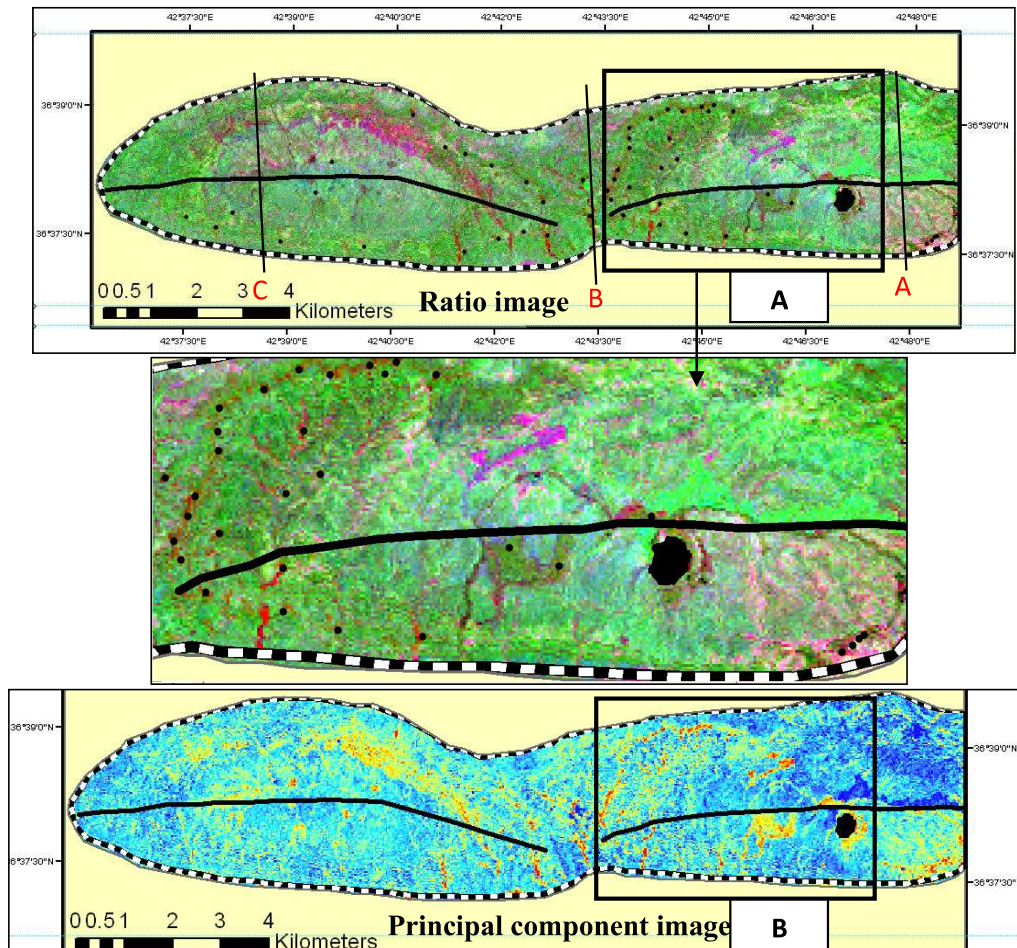 42°37'30"E 42°39'0"E 42°40'30"E 42°42'0"E 42°43'30"E 42°45'0"E 42°46'30"E 42°48'0"E
36°39'0"N 36°39'0"N
36°37'30"N 36°37'30"N
C B A A
0 0.5 1 2 3 4
Kilometers
Ratio image
42°37'30"E 42°39'0"E 42°40'30"E 42°42'0"E 42°43'30"E 42°45'0"E 42°46'30"E 42°48'0"E
36°39'0"N 36°39'0"N
6°37'30"N 36°37'30"N
0 0.5 1 2 3 4
Kilometers
Principal component image
B